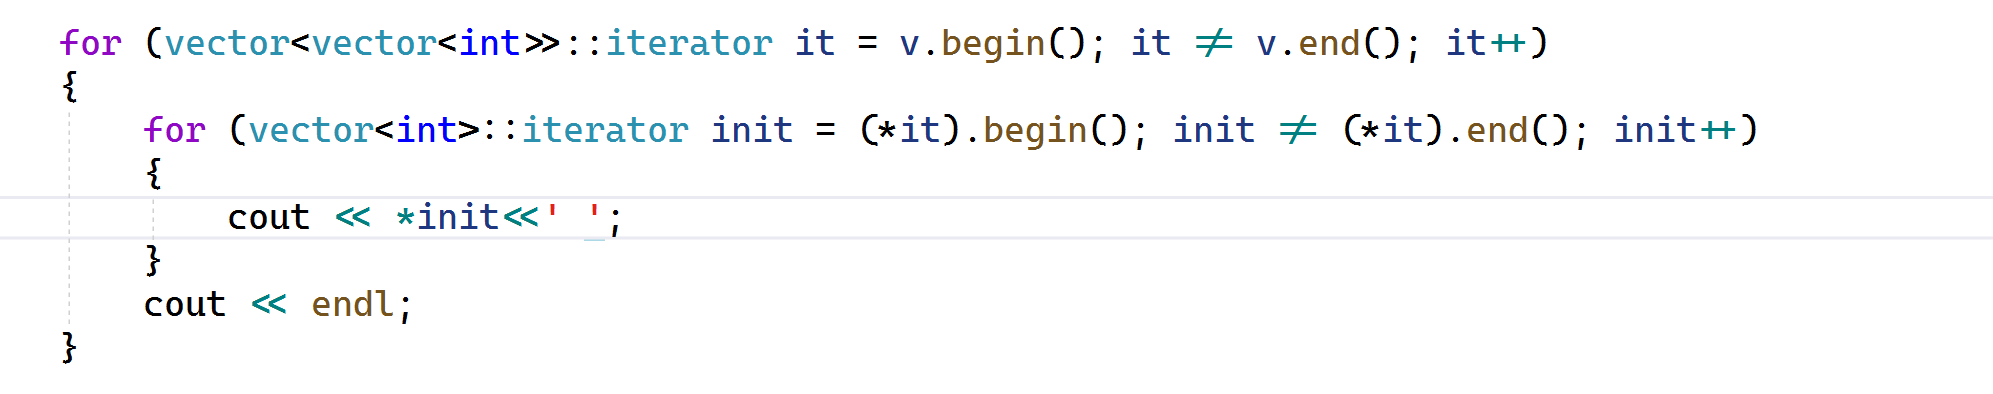 for (vector<vector<int>>::iterator it = v.begin(); it != v.end(); it++)
{
    for (vector<int>::iterator init = (*it).begin(); init != (*it).end(); init++)
    {
        cout << *init<<' ';
    }
    cout << endl;
}